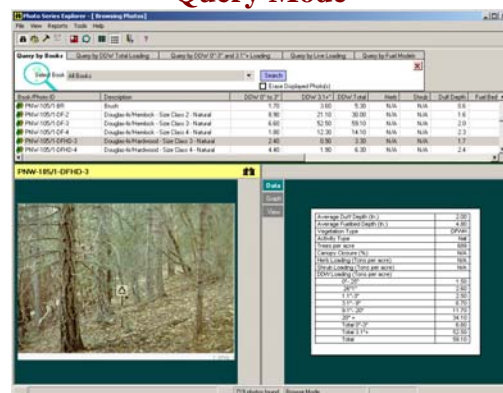 Query Mode
Photo Series Explorer - [ Browsing Photos]
File View Reports Tools Help
Query by Books Query by DDW Total Loading Query by DDW 0"-3" and 3.1"+ Loading Query by Live Loading Query by Fuel Models
Select Book All Books Search
Erase Displayed Photo(s)
Book/Photo ID Description DDW 0" to 3" DDW 3.1+" DDW Total Herb Shrub Duff Depth Fuel Bed
PNW-105/1-BR Brush 1.70 3.60 5.30 N/A N/A 0.6
PNW-105/1-DF-2 Douglas-fir/Hemlock - Size Class 2 - Natural 8.90 21.10 30.00 N/A N/A 1.6
PNW-105/1-DF-3 Douglas-fir/Hemlock - Size Class 3 - Natural 6.60 52.50 59.10 N/A N/A 2.0
PNW-105/1-DF-4 Douglas-fir/Hemlock - Size Class 4 - Natural 1.80 12.30 14.10 N/A N/A 2.3
PNW-105/1-DFHD-3 Douglas-fir/Hardwood - Size Class 3 - Natural 2.40 0.90 3.30 N/A N/A 1.7
PNW-105/1-DFHD-4 Douglas-fir/Hardwood - Size Class 4 - Natural 4.40 1.90 6.30 N/A N/A 2.4
PNW-105/1-DFHD-3
Data
Graph
View
Average Duff Depth (In.) 2.00
Average Fuelbed Depth (In.)
Vegetation Type
Activity Type Nat
Trees per acre
Canopy Closure (%) N/A
Herb Loading (Tons per acre) N/A
Shrub Loading (Tons per acre) N/A
DDW Loading (Tons per acre)
0"-.25" 1.50
.26"-1" 2.60
1.1"-3" 2.50
3.1"-9" 6.70
9.1"-20" 11.70
20"+ 34.10
Total 0"-3" 6.60
Total 3.1"+ 52.50
Total 59.10
photos found Browse Mode